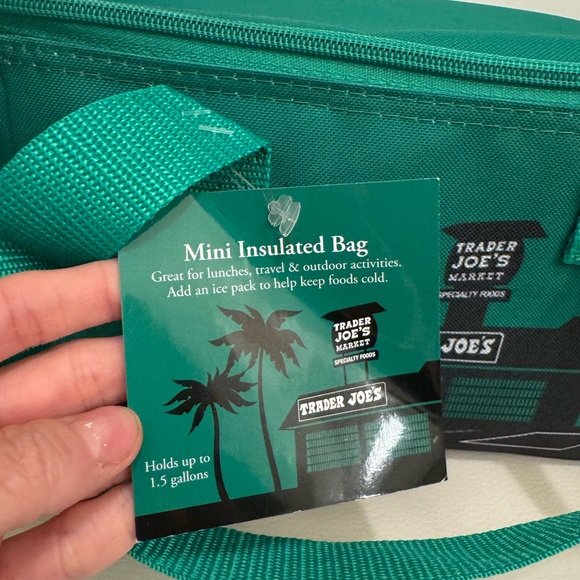 Mini Insulated Bag
Great for lunches, travel & outdoor activities.
Add an ice pack to help keep foods cold.
TRADER
JOE'S
MARKET
SPECIALTY FOODS
TRADER JOE'S
Holds up to
1.5 gallons
TRADER
JOE'S
MARKET
SPECIALTY FOODS
JOE'S